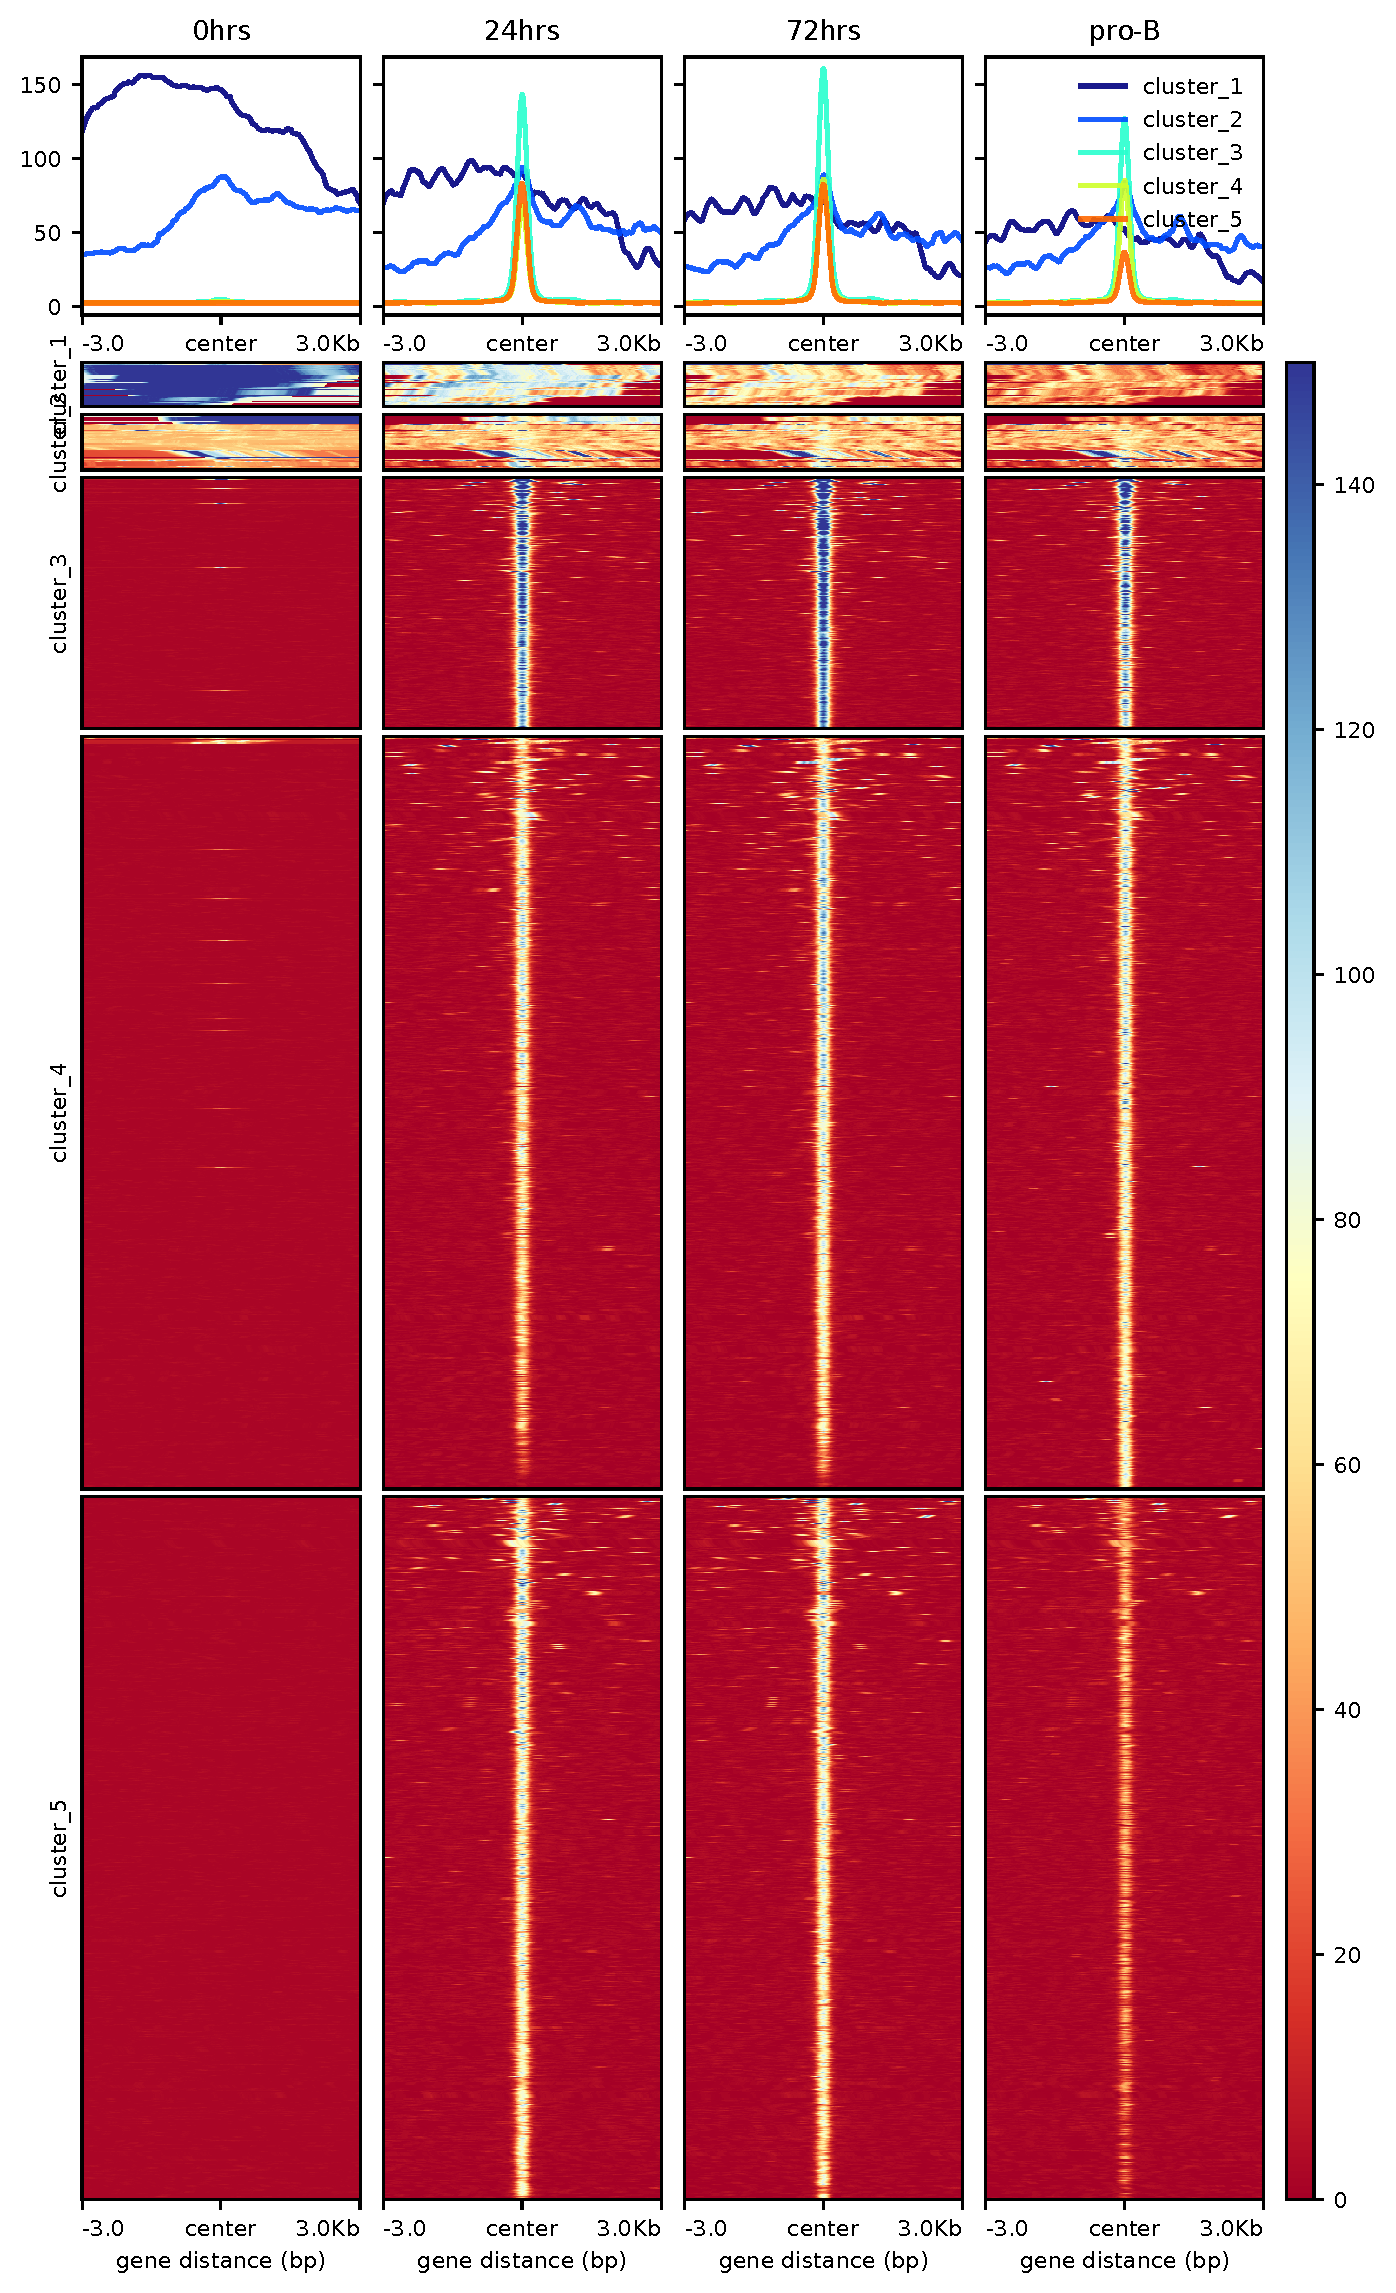 0hrs 24hrs 72hrs pro-B
150
100
50
0
cluster_1
cluster_2
cluster_3
cluster_4
cluster_5
-3.0 center 3.0Kb -3.0 center 3.0Kb -3.0 center 3.0Kb -3.0 center 3.0Kb
cluster_1
cluster_2
cluster_3
cluster_4
cluster_5
140
120
100
80
60
40
20
0
-3.0 center 3.0Kb -3.0 center 3.0Kb -3.0 center 3.0Kb -3.0 center 3.0Kb
gene distance (bp) gene distance (bp) gene distance (bp) gene distance (bp)